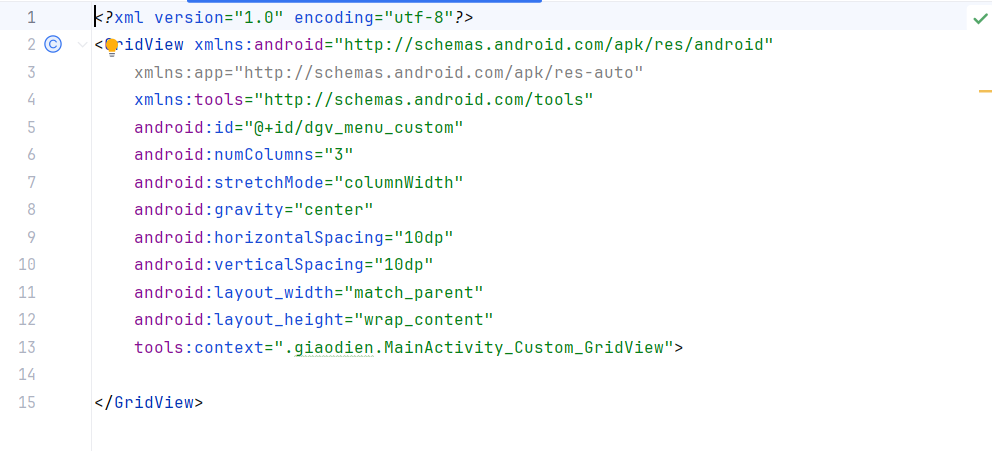 1 <?xml version="1.0" encoding="utf-8"?>
2 <GridView xmlns:android="http://schemas.android.com/apk/res/android"
3 xmlns:app="http://schemas.android.com/apk/res-auto"
4 xmlns:tools="http://schemas.android.com/tools"
5 android:id="@+id/dgv_menu_custom"
6 android:numColumns="3"
7 android:stretchMode="columnWidth"
8 android:gravity="center"
9 android:horizontalSpacing="10dp"
10 android:verticalSpacing="10dp"
11 android:layout_width="match_parent"
12 android:layout_height="wrap_content"
13 tools:context=".giaodien.MainActivity_Custom_GridView">
14
15 </GridView>